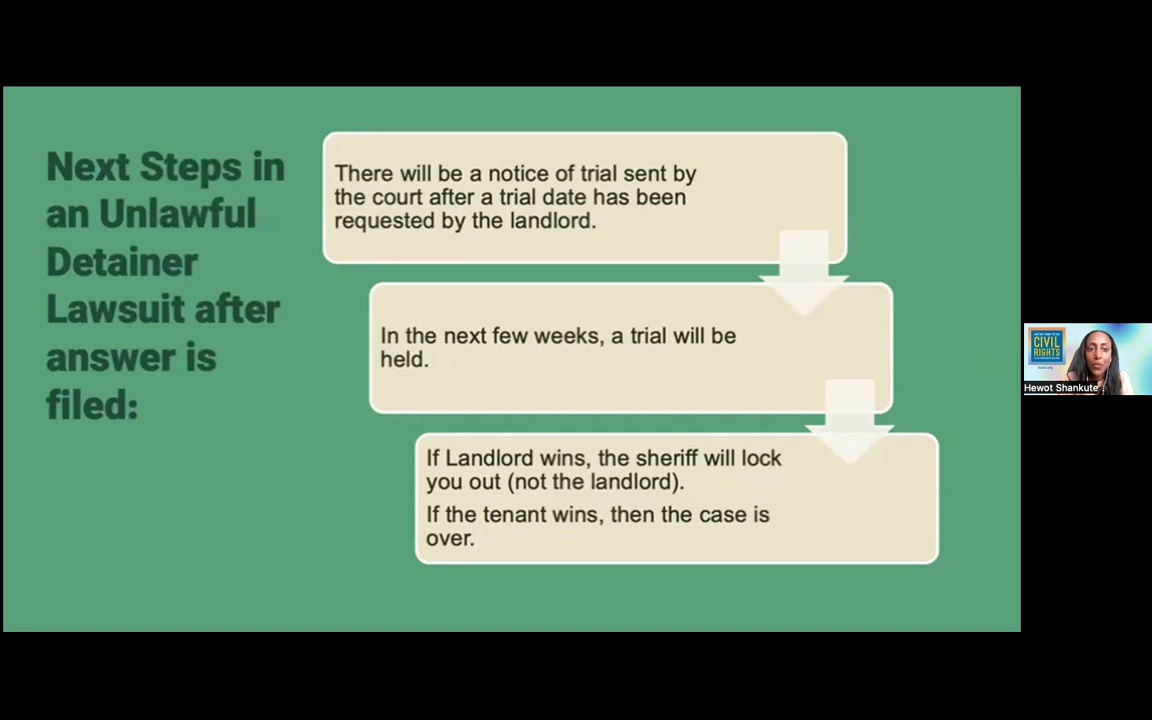 Next Steps in
an Unlawful
Detainer
Lawsuit after
answer is
filed:
There will be a notice of trial sent by
the court after a trial date has been
requested by the landlord.
In the next few weeks, a trial will be
held.
If Landlord wins, the sheriff will lock
you out (not the landlord).
If the tenant wins, then the case is
over.
CIVIL
RIGHTS
Hewot Shankute